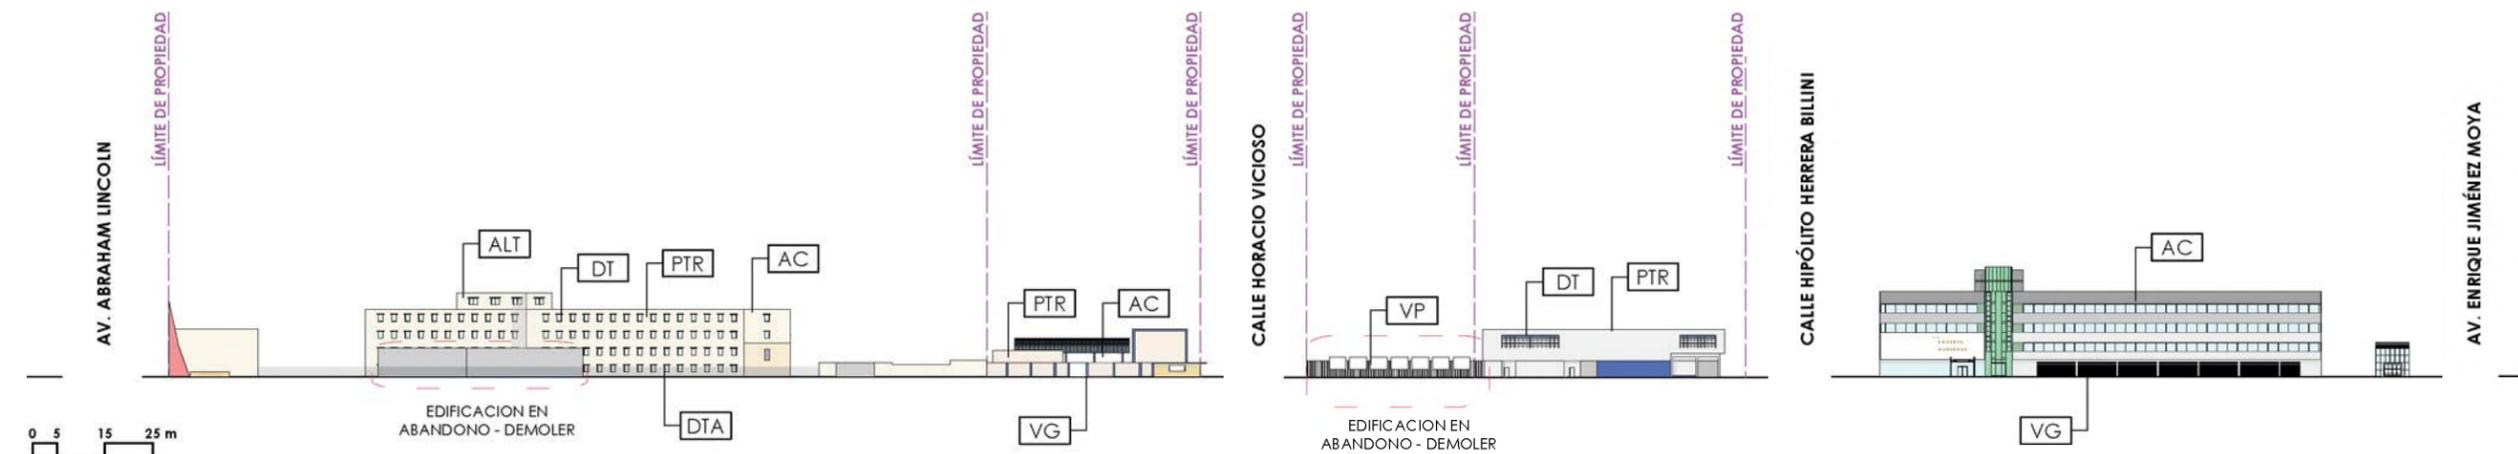 AV. ABRAHAM LINCOLN
LÍMITE DE PROPIEDAD
ALT
DT
PTR
AC
EDIFICACION EN
ABANDONO - DEMOLER
DTA
0 5 15 25 m
LÍMITE DE PROPIEDAD
PTR
AC
VG
LÍMITE DE PROPIEDAD
CALLE HORACIO VICIOSO
LÍMITE DE PROPIEDAD
VP
EDIFICACION EN
ABANDONO - DEMOLER
LÍMITE DE PROPIEDAD
DT
PTR
LÍMITE DE PROPIEDAD
CALLE HIPÓLITO HERRERA BILLINI
AC
VG
AV. ENRIQUE JIMÉNEZ MOYA